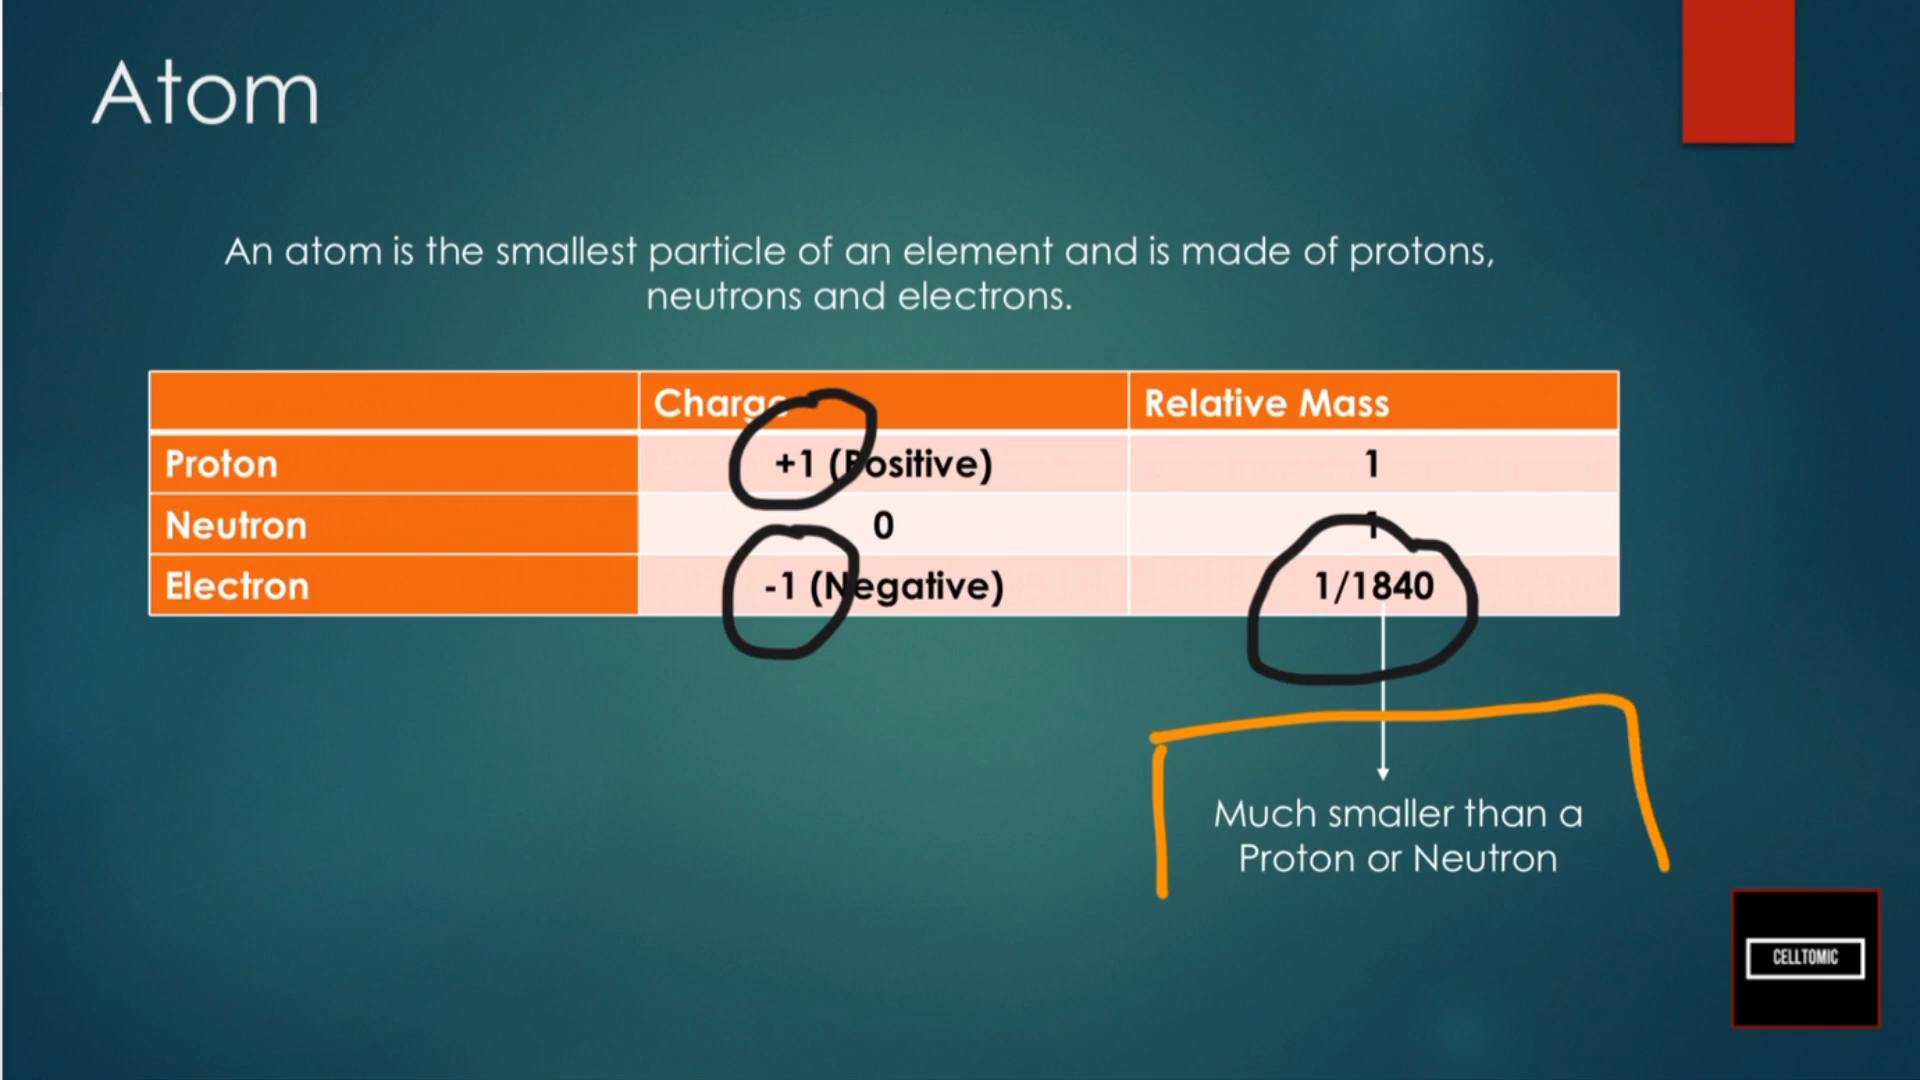 Atom
An atom is the smallest particle of an element and is made of protons,
neutrons and electrons.
Charge Relative Mass
Proton +1 (Positive) 1
Neutron 0 1
Electron -1 (Negative) 1/1840
Much smaller than a
Proton or Neutron
CELLTOMIC